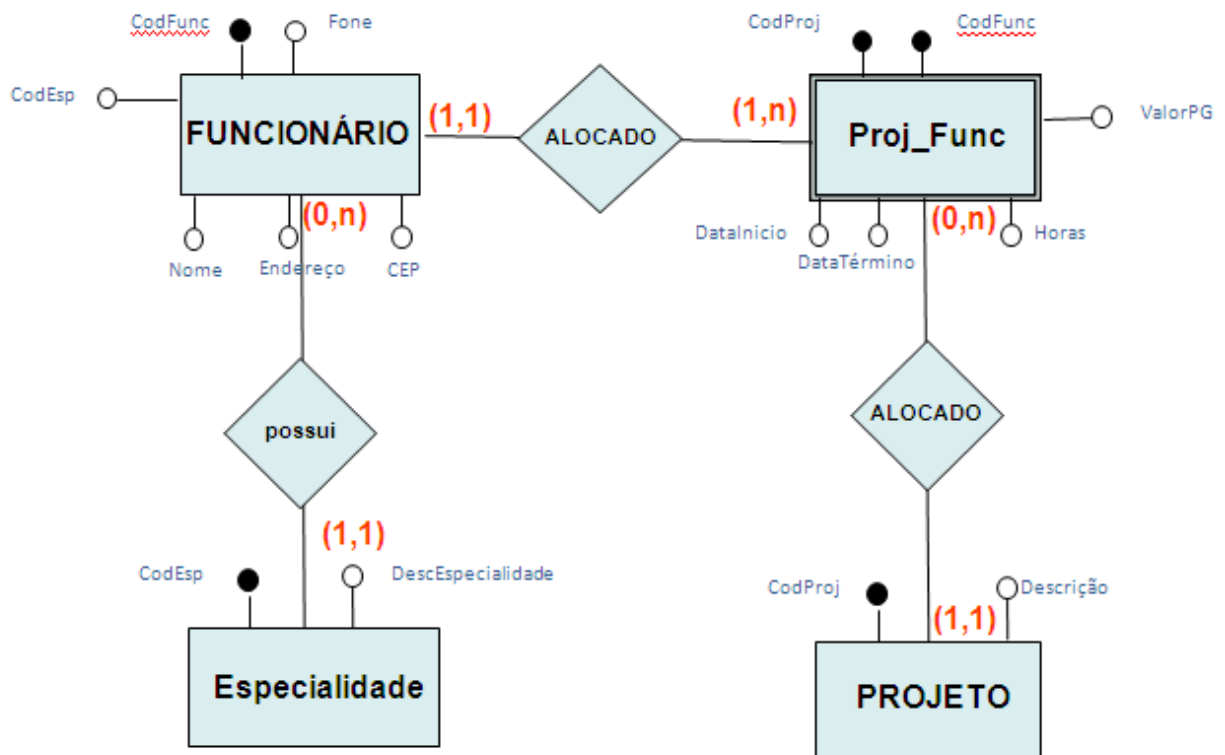 CodFunc Fone CodProj CodFunc
CodEsp
FUNCIONÁRIO (1,1) ALOCADO (1,n) Proj_Func ValorPG
(0,n) (0,n)
Nome Endereço CEP DataInicio DataTérmino Horas
possui ALOCADO
(1,1)
CodEsp DescEspecialidade CodProj Descrição
(1,1)
Especialidade PROJETO